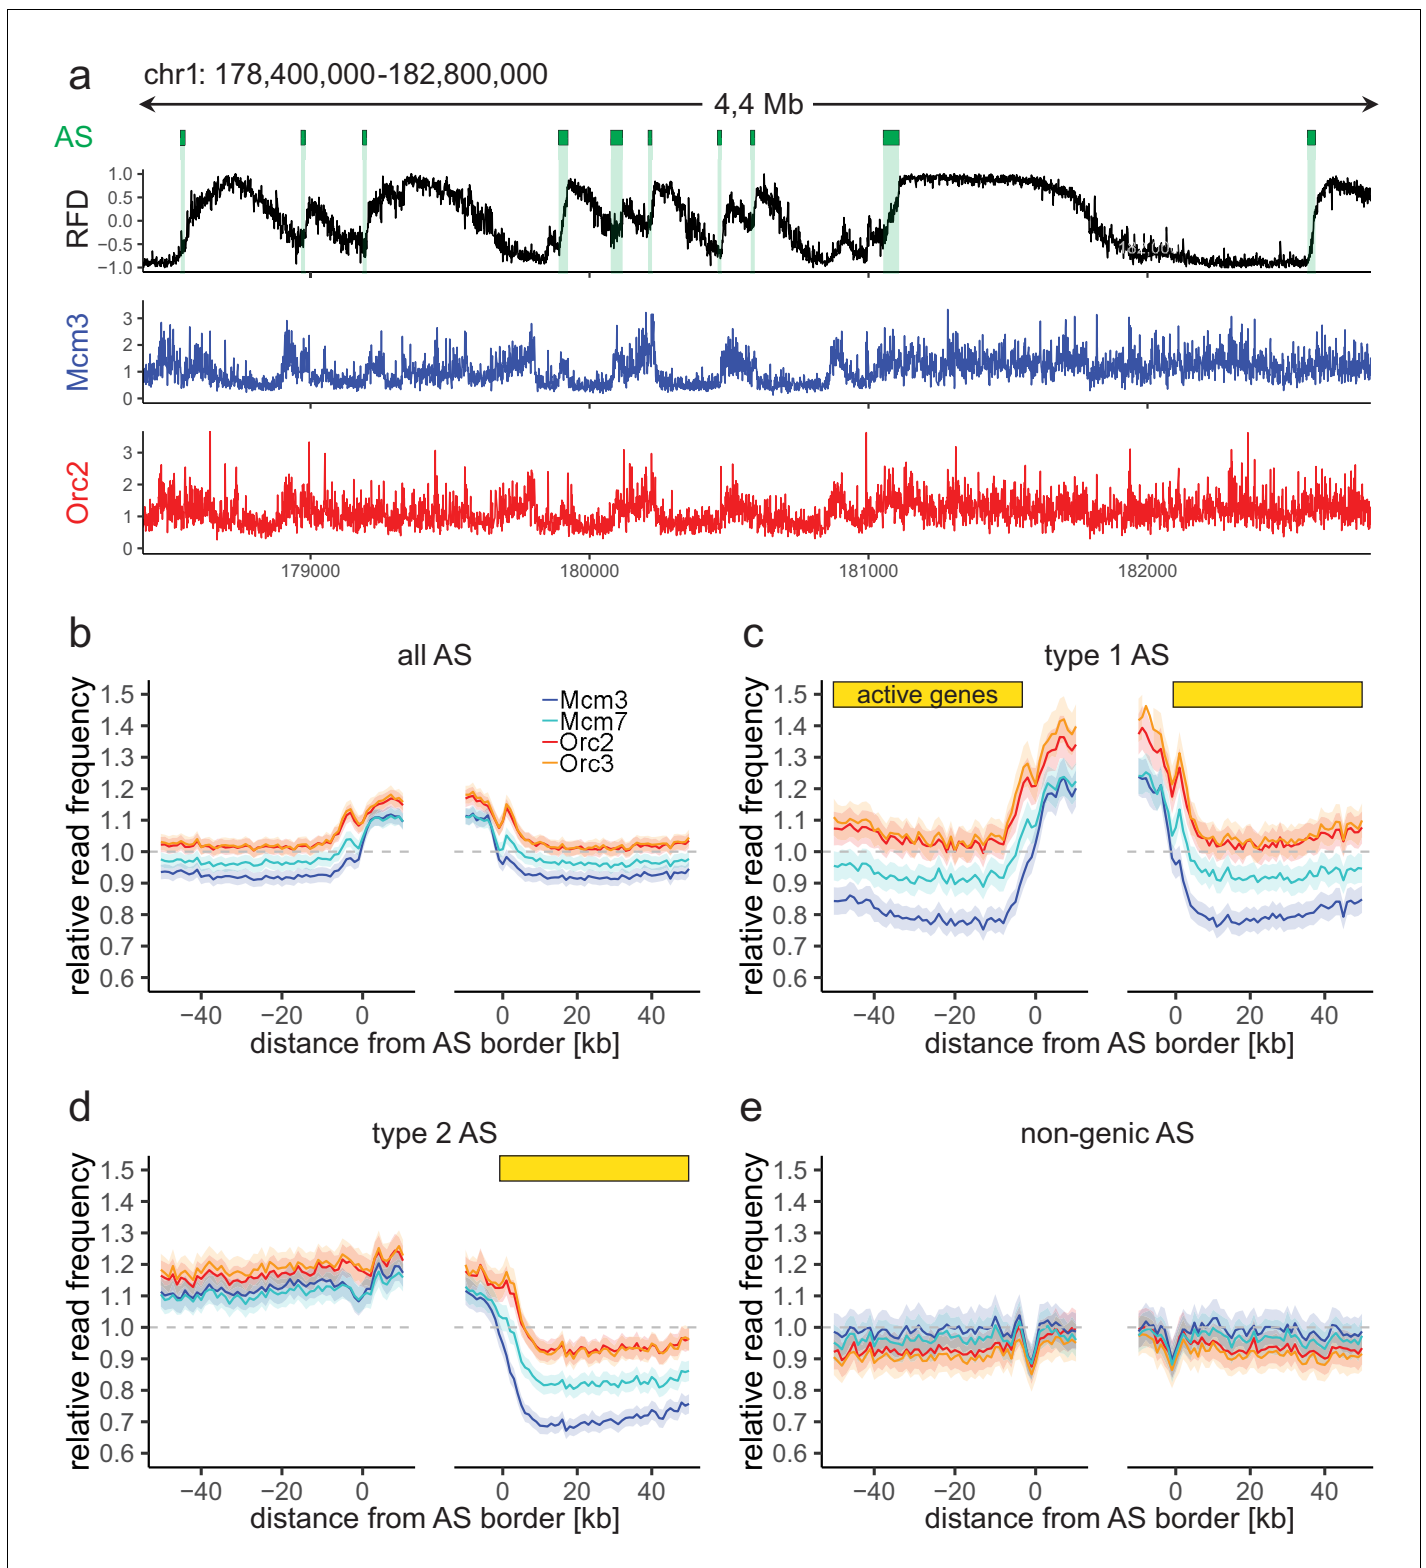 a
chr1: 178,400,000-182,800,000
4,4 Mb
AS
RFD
1.0
0.5
0.0
−0.5
−1.0
Mcm3
3
2
1
0
Orc2
3
2
1
0
179000 180000 181000 182000
b
all AS
relative read frequency
1.5
1.4
1.3
1.2
1.1
1.0
0.9
0.8
0.7
0.6
Mcm3
Mcm7
Orc2
Orc3
−40 −20 0 0 20 40
distance from AS border [kb]
c
type 1 AS
relative read frequency
1.5
1.4
1.3
1.2
1.1
1.0
0.9
0.8
0.7
0.6
active genes
−40 −20 0 0 20 40
distance from AS border [kb]
d
type 2 AS
relative read frequency
1.5
1.4
1.3
1.2
1.1
1.0
0.9
0.8
0.7
0.6
−40 −20 0 0 20 40
distance from AS border [kb]
e
non-genic AS
relative read frequency
1.5
1.4
1.3
1.2
1.1
1.0
0.9
0.8
0.7
0.6
−40 −20 0 0 20 40
distance from AS border [kb]